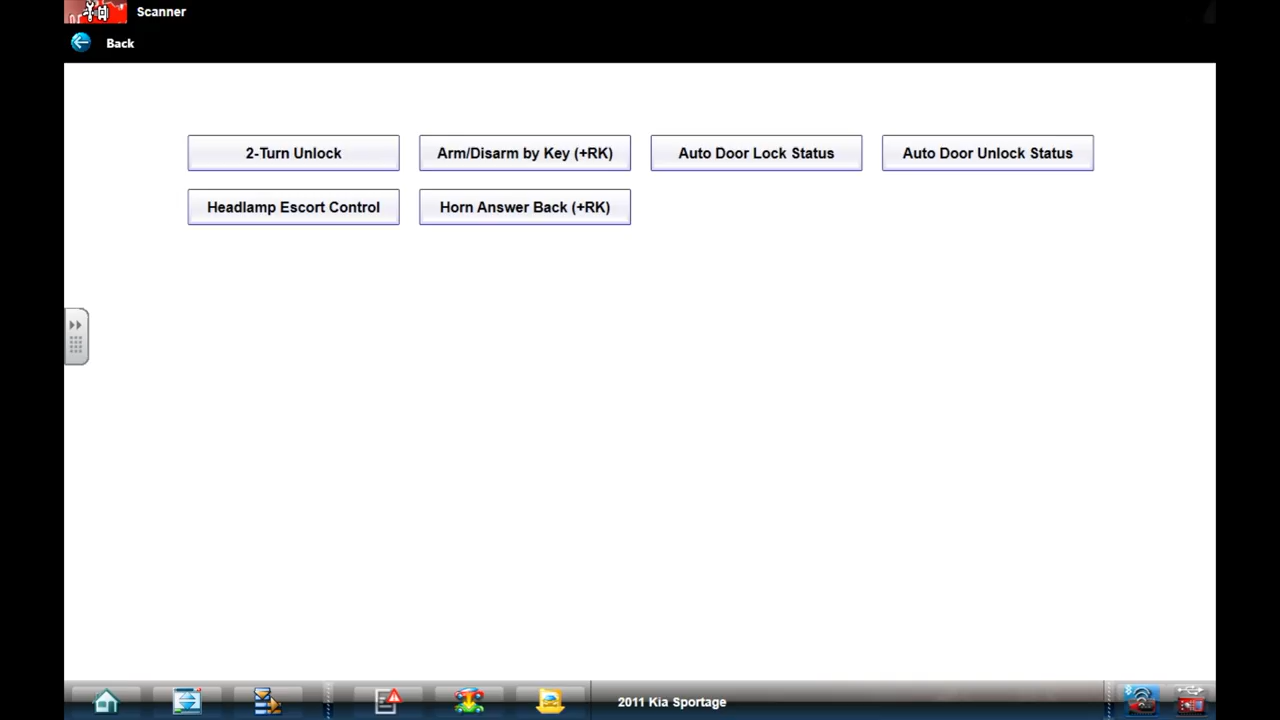 Scanner
Back
2-Turn Unlock
Arm/Disarm by Key (+RK)
Auto Door Lock Status
Auto Door Unlock Status
Headlamp Escort Control
Horn Answer Back (+RK)
2011 Kia Sportage